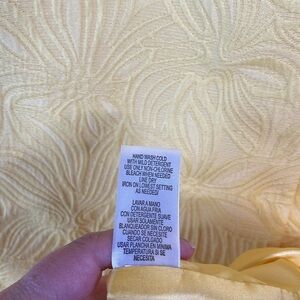 HAND WASH COLD
WITH MILD DETERGENT
USE ONLY NON-CHLORINE
BLEACH WHEN NEEDED
LINE DRY
IRON ON LOWEST SETTING
AS NEEDED/
LAVAR A MANO
CON AGUA FRIA
CON DETERGENTE SUAVE
USAR SOLAMENTE
BLANQUEADOR SIN CLORO
CUANDO SE NECESITE
SECAR COLGADO
USAR PLANCHA EN MINIMA
TEMPERATURA SI SE
NECESITA